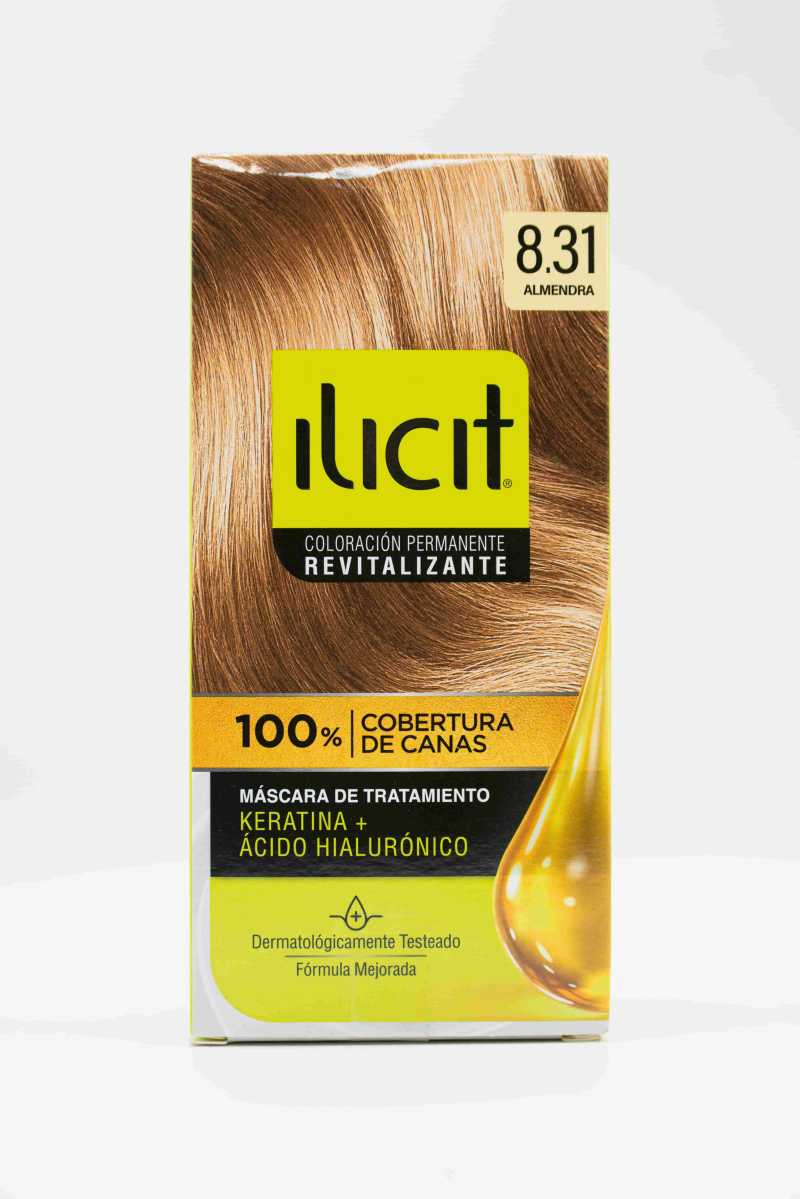 8.31
ALMENDRA
ilicit®
COLORACIÓN PERMANENTE
REVITALIZANTE
100% COBERTURA
DE CANAS
MÁSCARA DE TRATAMIENTO
KERATINA +
ÁCIDO HIALURÓNICO
Dermatológicamente Testeado
Fórmula Mejorada